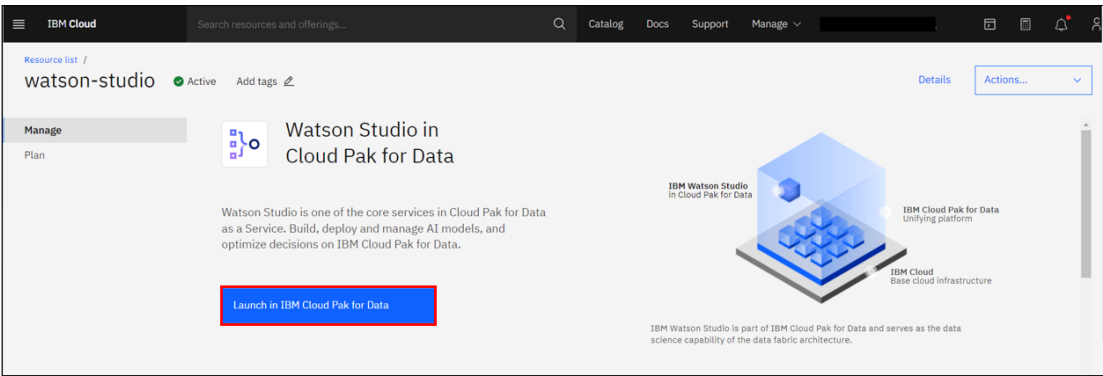 IBM Cloud
Search resources and offerings...
Catalog
Docs
Support
Manage
Resource list /
watson-studio
Active
Add tags
Details
Actions...
Manage
Plan
Watson Studio in
Cloud Pak for Data
Watson Studio is one of the core services in Cloud Pak for Data
as a Service. Build, deploy and manage AI models, and
optimize decisions on IBM Cloud Pak for Data.
Launch in IBM Cloud Pak for Data
IBM Watson Studio
in Cloud Pak for Data
IBM Cloud Pak for Data
Unifying platform
IBM Cloud
Base cloud infrastructure
IBM Watson Studio is part of IBM Cloud Pak for Data and serves as the data
science capability of the data fabric architecture.